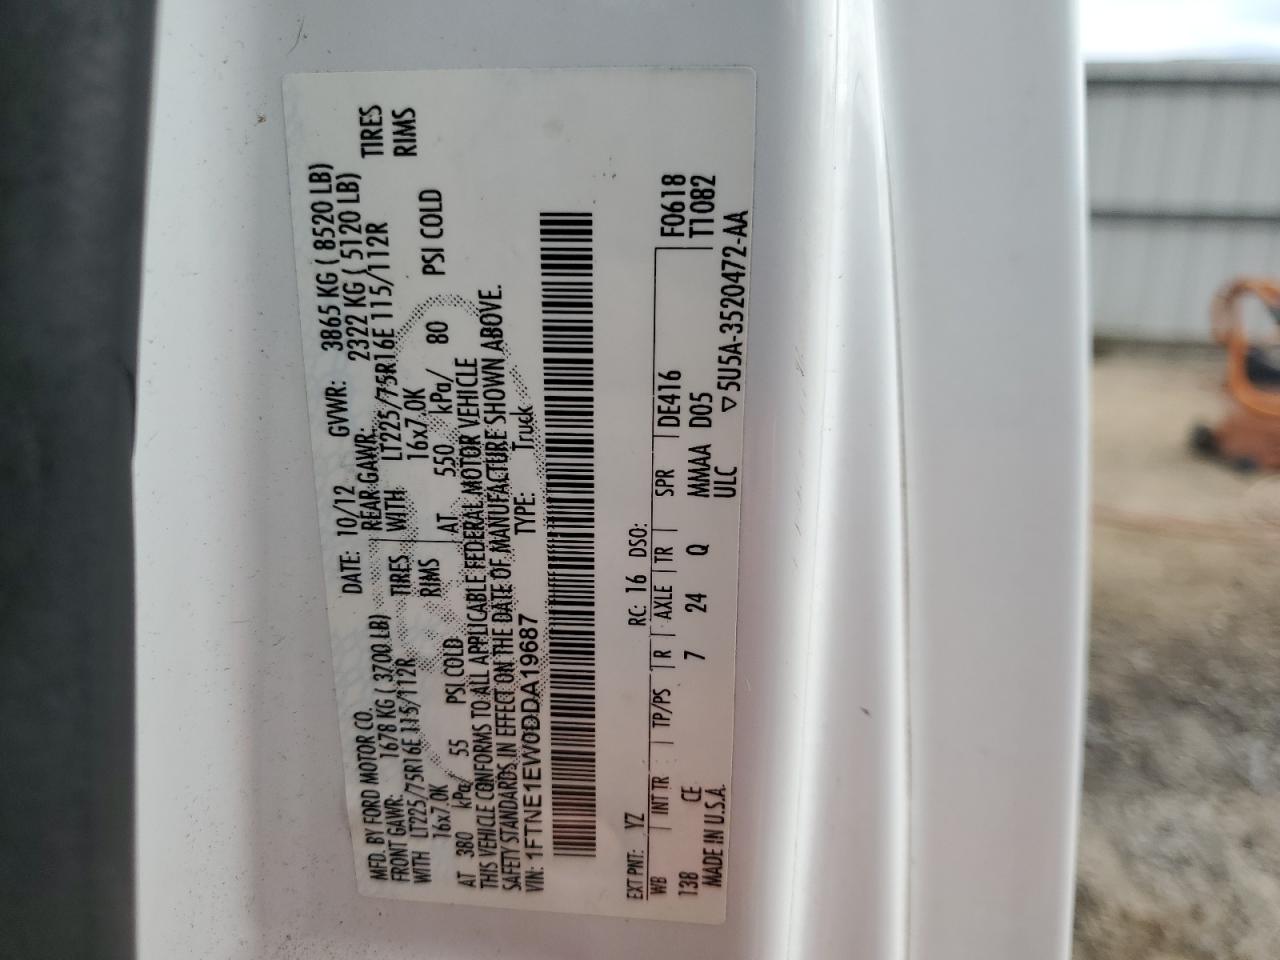 MFD. BY FORD MOTOR CO.
DATE: 10/12 GVWR: 3865 KG ( 8520 LB)
FRONT GAWR: 1678 KG ( 3700 LB) REAR GAWR: 2322 KG ( 5120 LB)
WITH LT225/75R16E 115/112R TIRES WITH LT225/75R16E 115/112R TIRES
16x7.0K RIMS 16x7.0K RIMS
AT 380 kPa/ 55 PSI COLD AT 550 kPa/ 80 PSI COLD
THIS VEHICLE CONFORMS TO ALL APPLICABLE FEDERAL MOTOR VEHICLE
SAFETY STANDARDS IN EFFECT ON THE DATE OF MANUFACTURE SHOWN ABOVE.
VIN: 1FTNE1EW0DDA19687 TYPE: Truck
EXT PNT: YZ RC: 16 DSO:
WB INT TR TP/PS R AXLE TR SPR DE416 F0618
138 CE 7 24 Q MMAA D05 T1082
MADE IN U.S.A. ULC ▽5U5A-3520472-AA